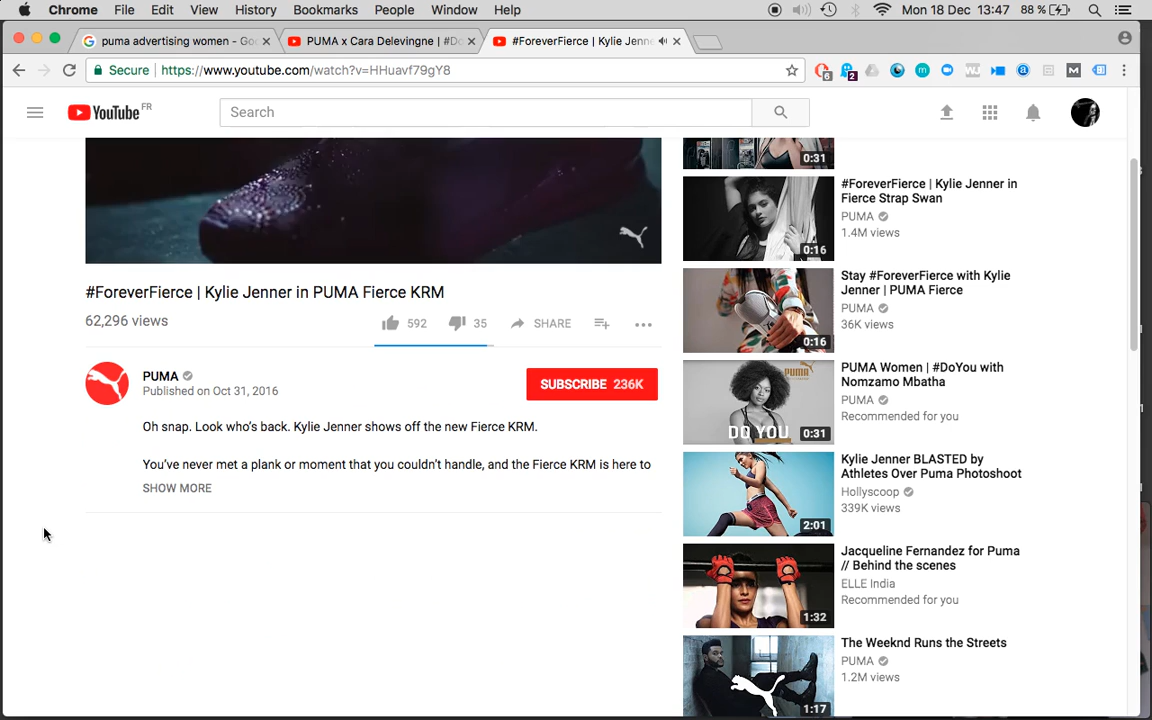 Chrome File Edit View History Bookmarks People Window Help Mon 18 Dec 13:47 88 %
puma advertising women - Goo
PUMA x Cara Delevingne | #Do
#ForeverFierce | Kylie Jenne
Secure https://www.youtube.com/watch?v=HHuavf79gY8
6 2
YouTube FR
Search
0:31
#ForeverFierce | Kylie Jenner in
Fierce Strap Swan
PUMA
1.4M views
0:16
#ForeverFierce | Kylie Jenner in PUMA Fierce KRM
62,296 views
592 35 SHARE
PUMA
Published on Oct 31, 2016
SUBSCRIBE 236K
Oh snap. Look who's back. Kylie Jenner shows off the new Fierce KRM.
You've never met a plank or moment that you couldn't handle, and the Fierce KRM is here to
SHOW MORE
Stay #ForeverFierce with Kylie
Jenner | PUMA Fierce
PUMA
36K views
0:16
PUMA Women | #DoYou with
Nomzamo Mbatha
PUMA
Recommended for you
PUMA
DO YOU
0:31
Kylie Jenner BLASTED by
Athletes Over Puma Photoshoot
Hollyscoop
339K views
2:01
Jacqueline Fernandez for Puma
// Behind the scenes
ELLE India
Recommended for you
1:32
The Weeknd Runs the Streets
PUMA
1.2M views
1:17